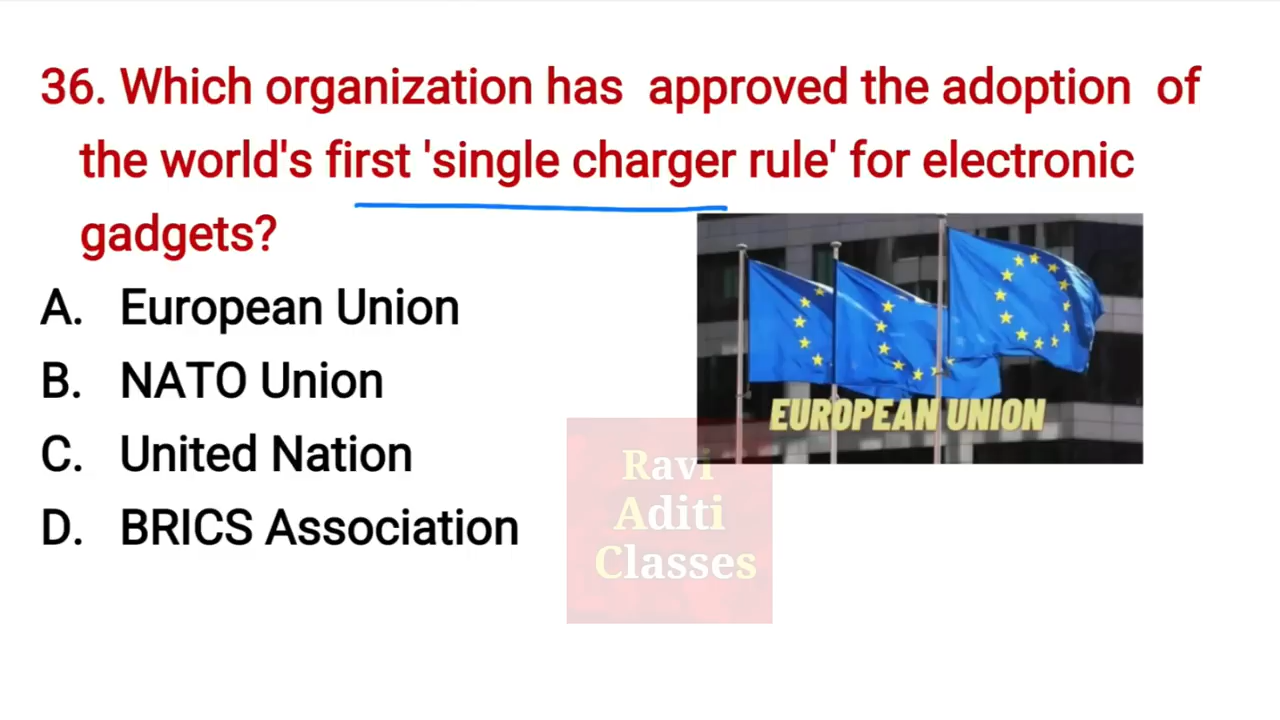 36. Which organization has approved the adoption of
the world's first 'single charger rule' for electronic
gadgets?
A. European Union
B. NATO Union
C. United Nation
D. BRICS Association
EUROPEAN UNION
Ravi
Aditi
Classes